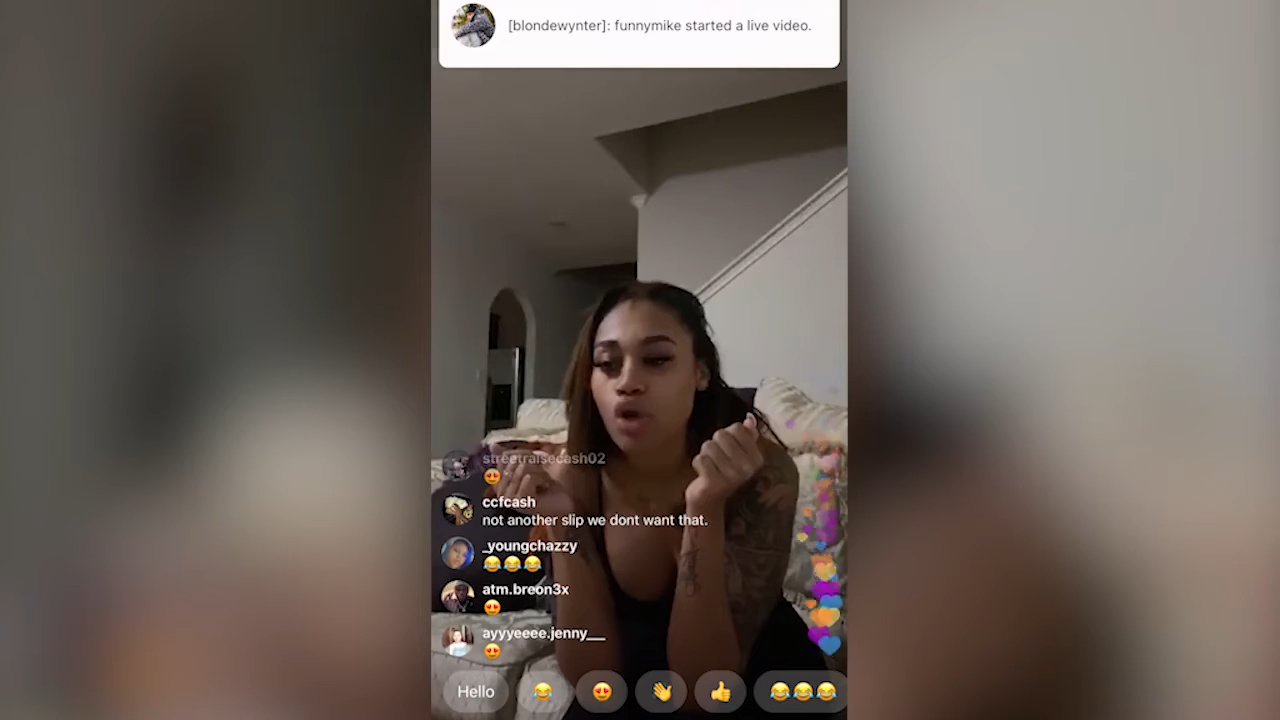 [blondewynter]: funnymike started a live video.
streetraisecash02
😍
ccfcash
not another slip we dont want that.
_youngchazzy
😂😂😂
atm.breon3x
😍
ayyyeeee.jenny___
😍
Hello 😂 😍 👋 👍 😂😂😂